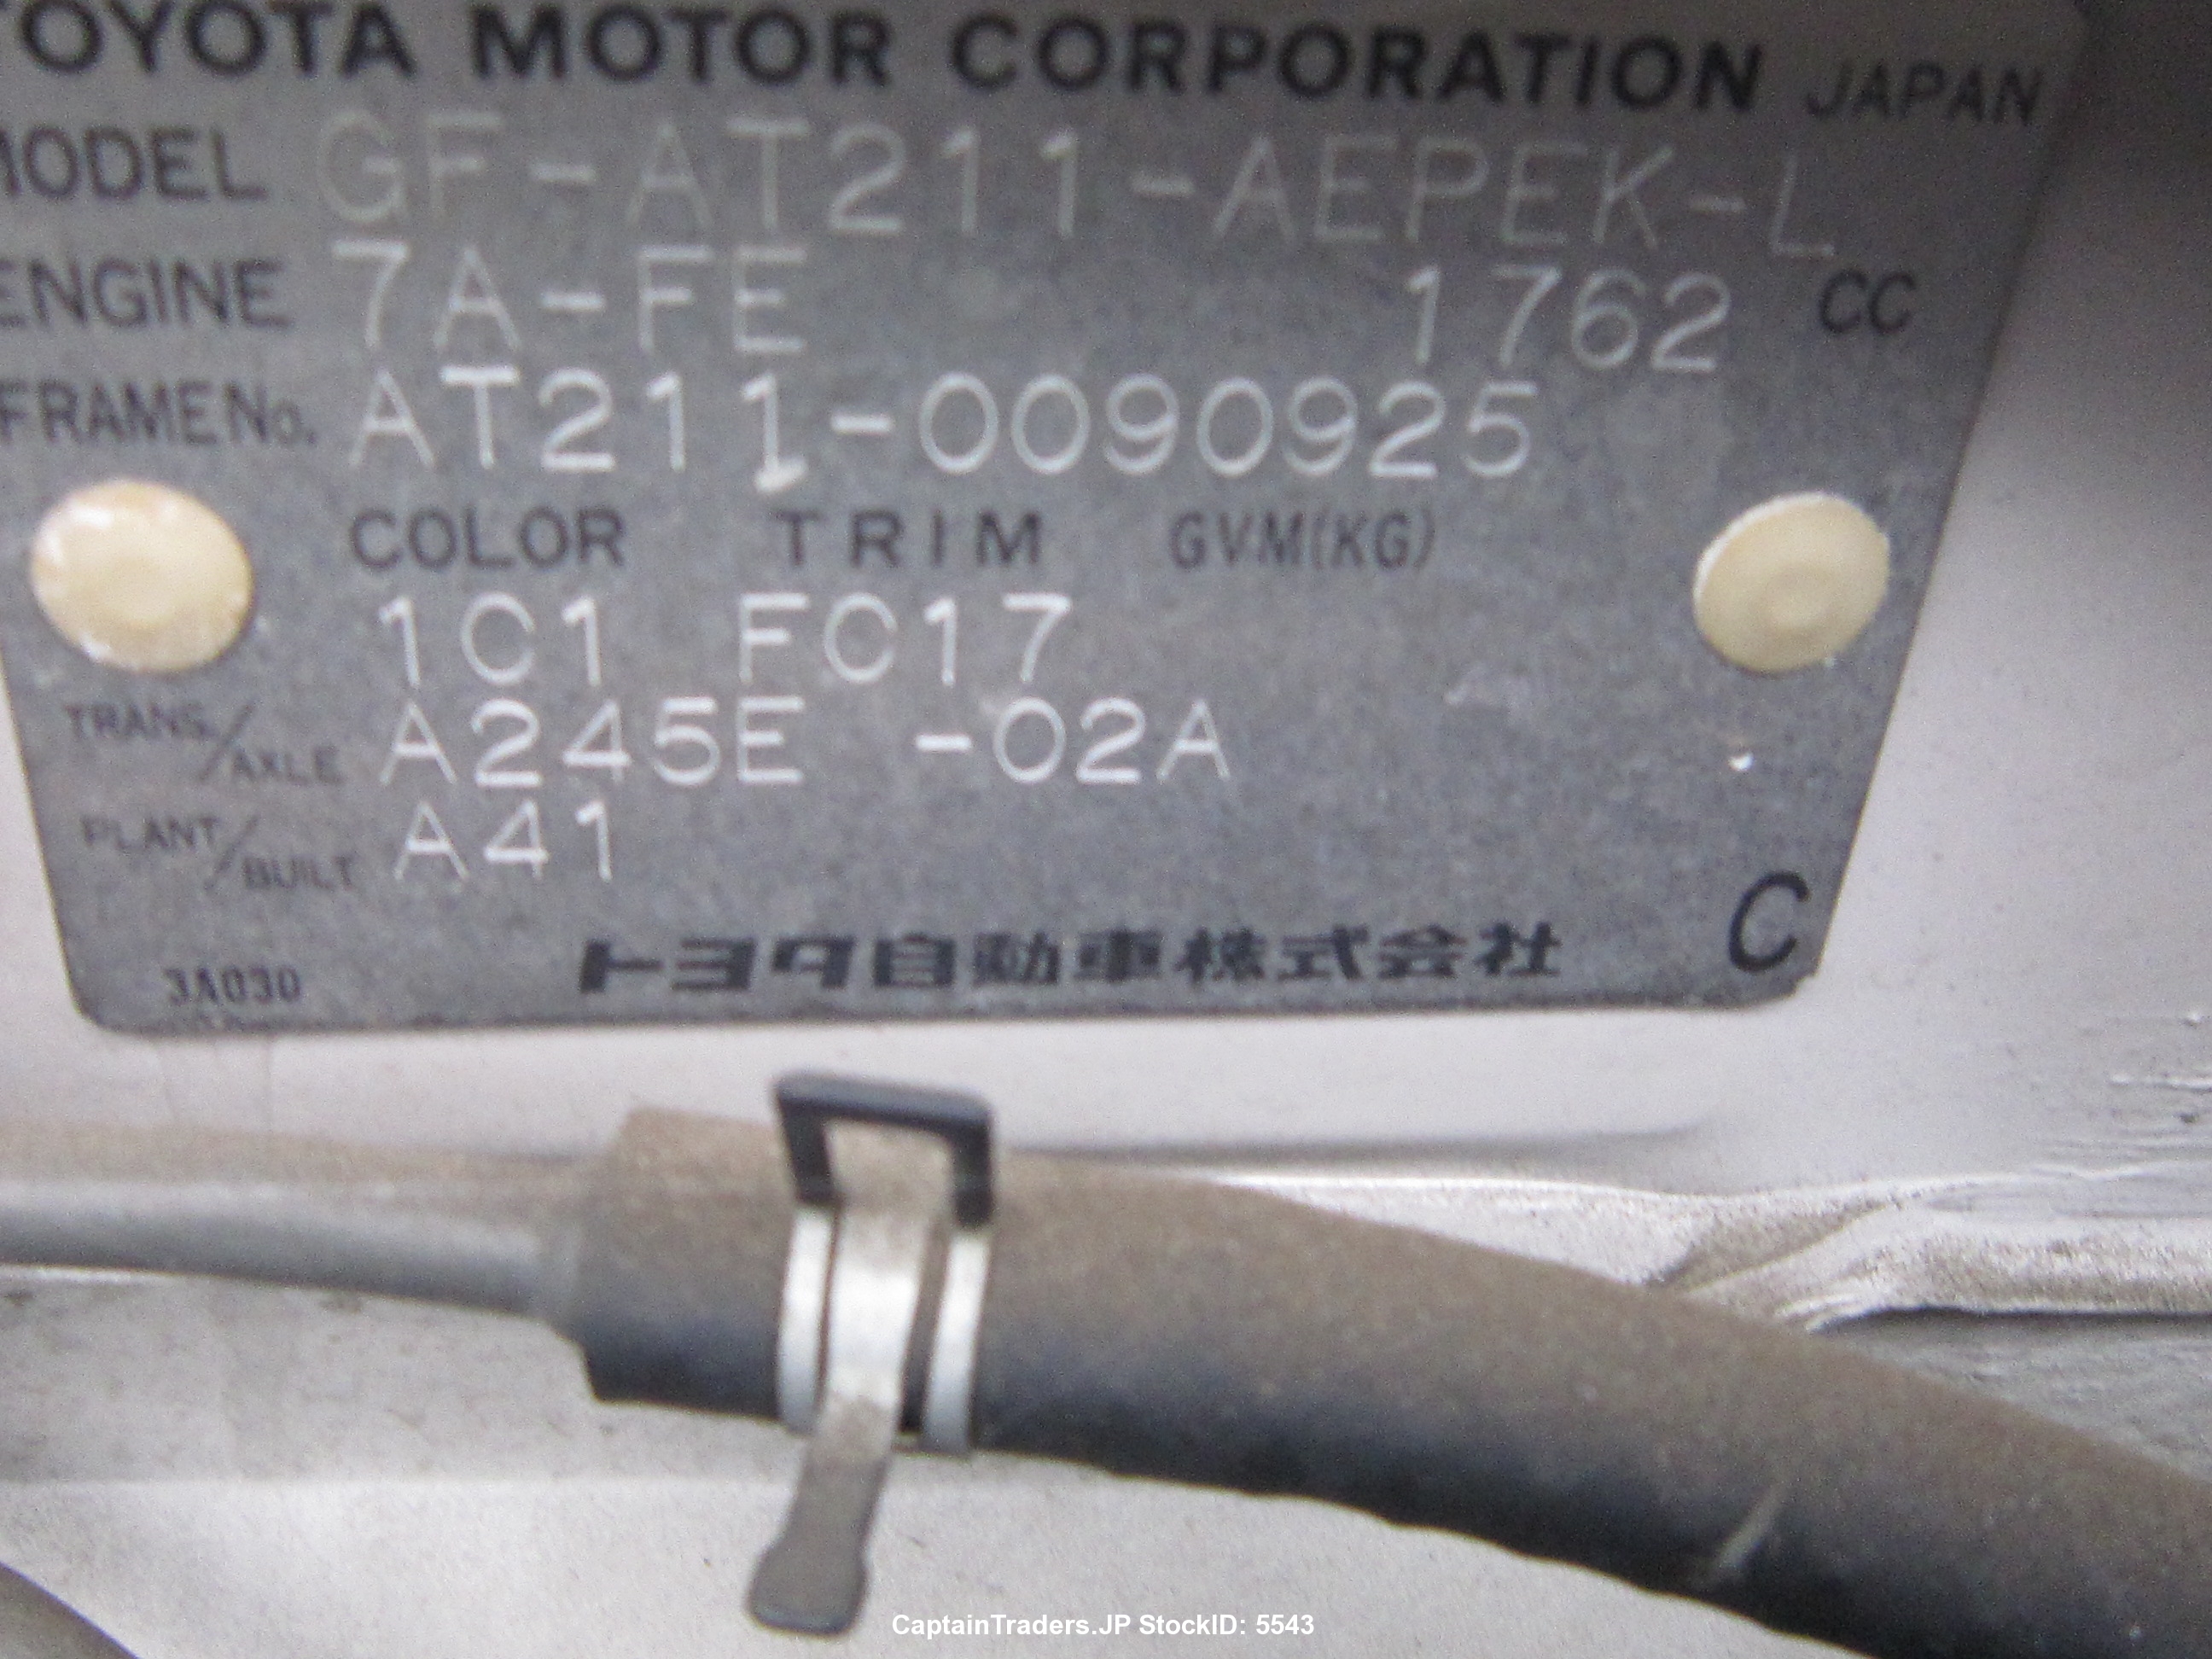 TOYOTA MOTOR CORPORATION JAPAN
MODEL GF-AT211-AEPEK-L
ENGINE 7A-FE 1762 CC
FRAME No. AT211-0090925
COLOR TRIM GVM(KG)
1C1 FC17
TRANS./AXLE A245E -02A
PLANT/BUILT A41
3A030 トヨタ自動車株式会社 C
CaptainTraders.JP StockID: 5543